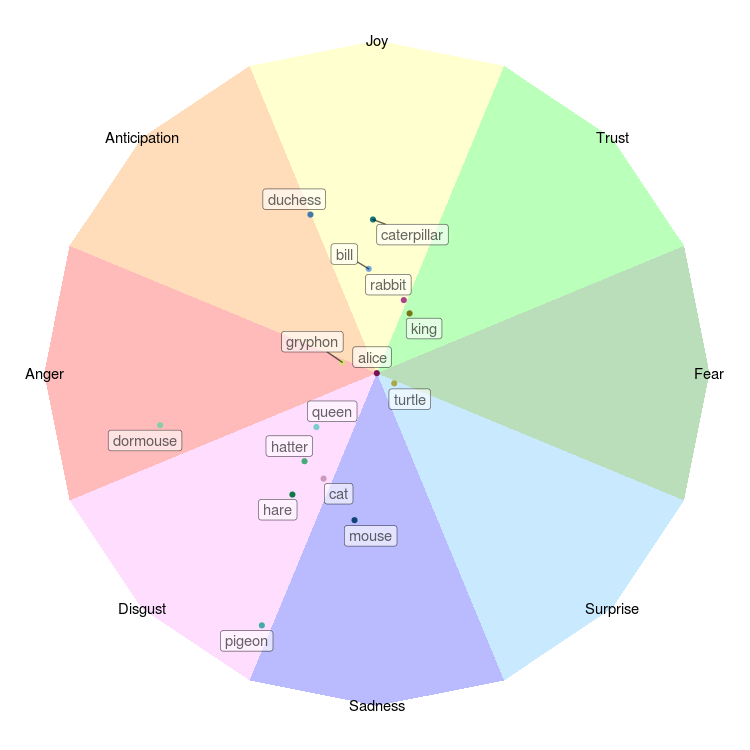 Joy
Anticipation
Trust
duchess
caterpillar
bill
rabbit
king
gryphon
alice
Anger
Fear
turtle
queen
dormouse
hatter
cat
hare
mouse
Disgust
Surprise
pigeon
Sadness